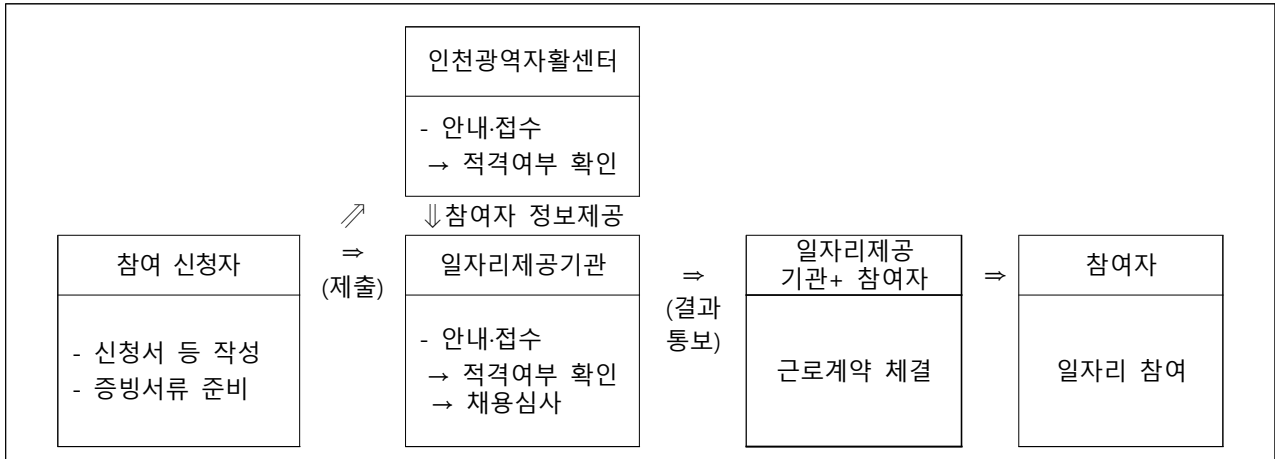 인천광역자활센터
- 안내·접수
→ 적격여부 확인
⇗ ⇓참여자 정보제공
참여 신청자
- 신청서 등 작성
- 증빙서류 준비
⇒
(제출)
일자리제공기관
- 안내·접수
→ 적격여부 확인
→ 채용심사
⇒
(결과
통보)
일자리제공
기관+ 참여자
근로계약 체결
⇒
참여자
일자리 참여